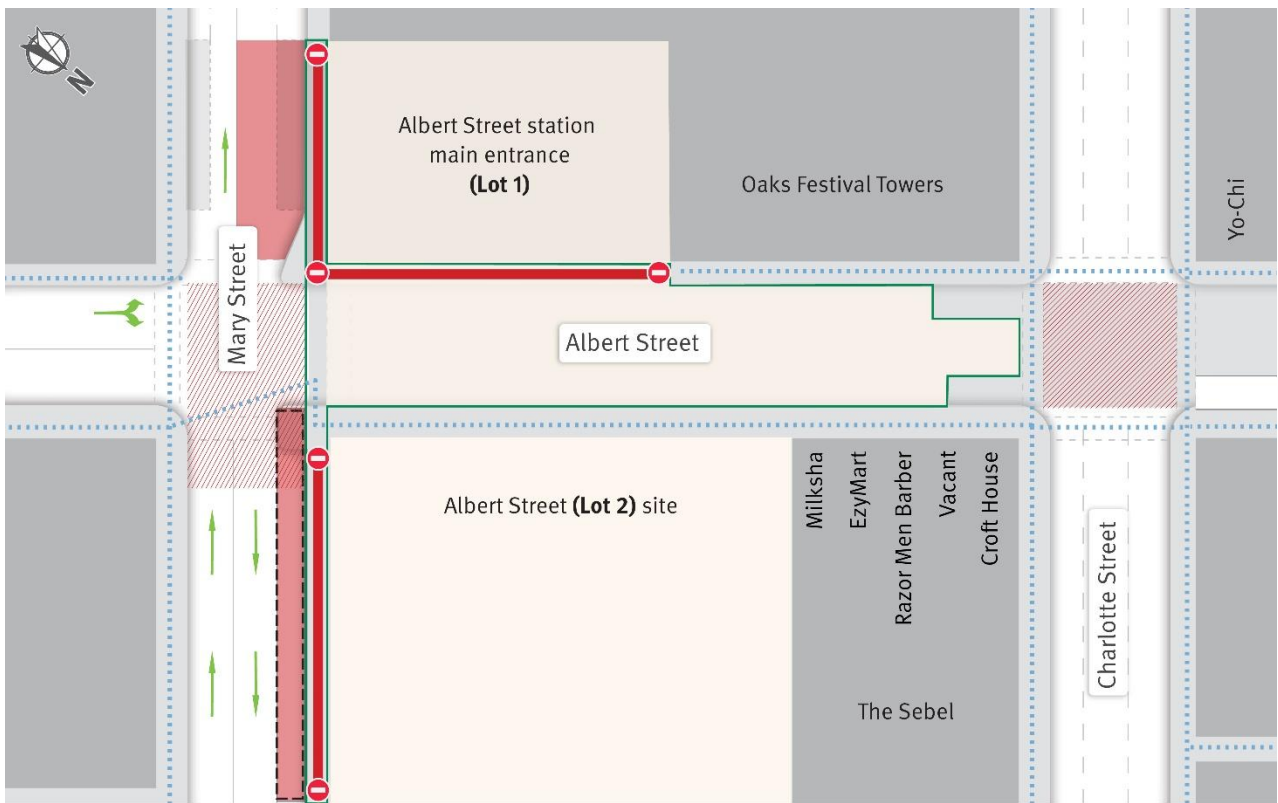 N
Albert Street station
main entrance
(Lot 1)
Oaks Festival Towers
Yo-Chi
Mary Street
Albert Street
Albert Street (Lot 2) site
Milksha
EzyMart
Razor Men Barber
Vacant
Croft House
The Sebel
Charlotte Street